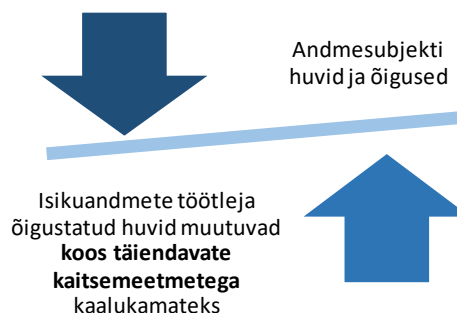 Andmesubjekti
huvid ja õigused
Isikuandmete töötleja
õigustatud huvid muutuvad
koos täiendavate
kaitsemeetmetega
kaalukamateks